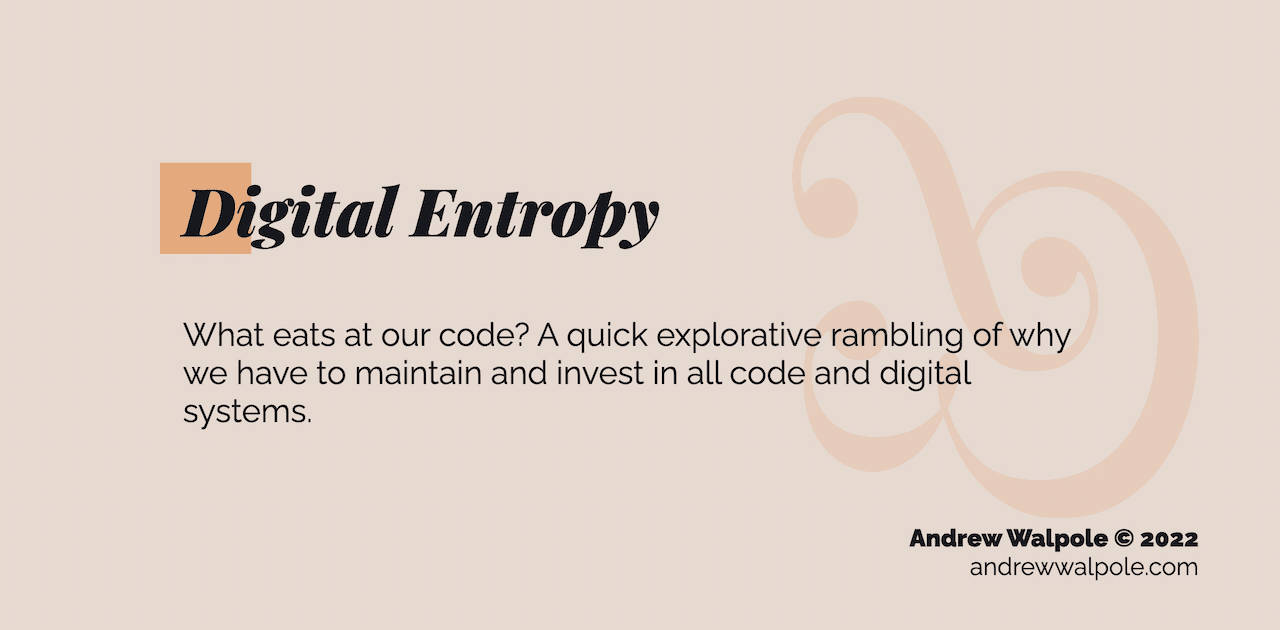 Digital Entropy
What eats at our code? A quick explorative rambling of why
we have to maintain and invest in all code and digital
systems.
Andrew Walpole © 2022
andrewwalpole.com